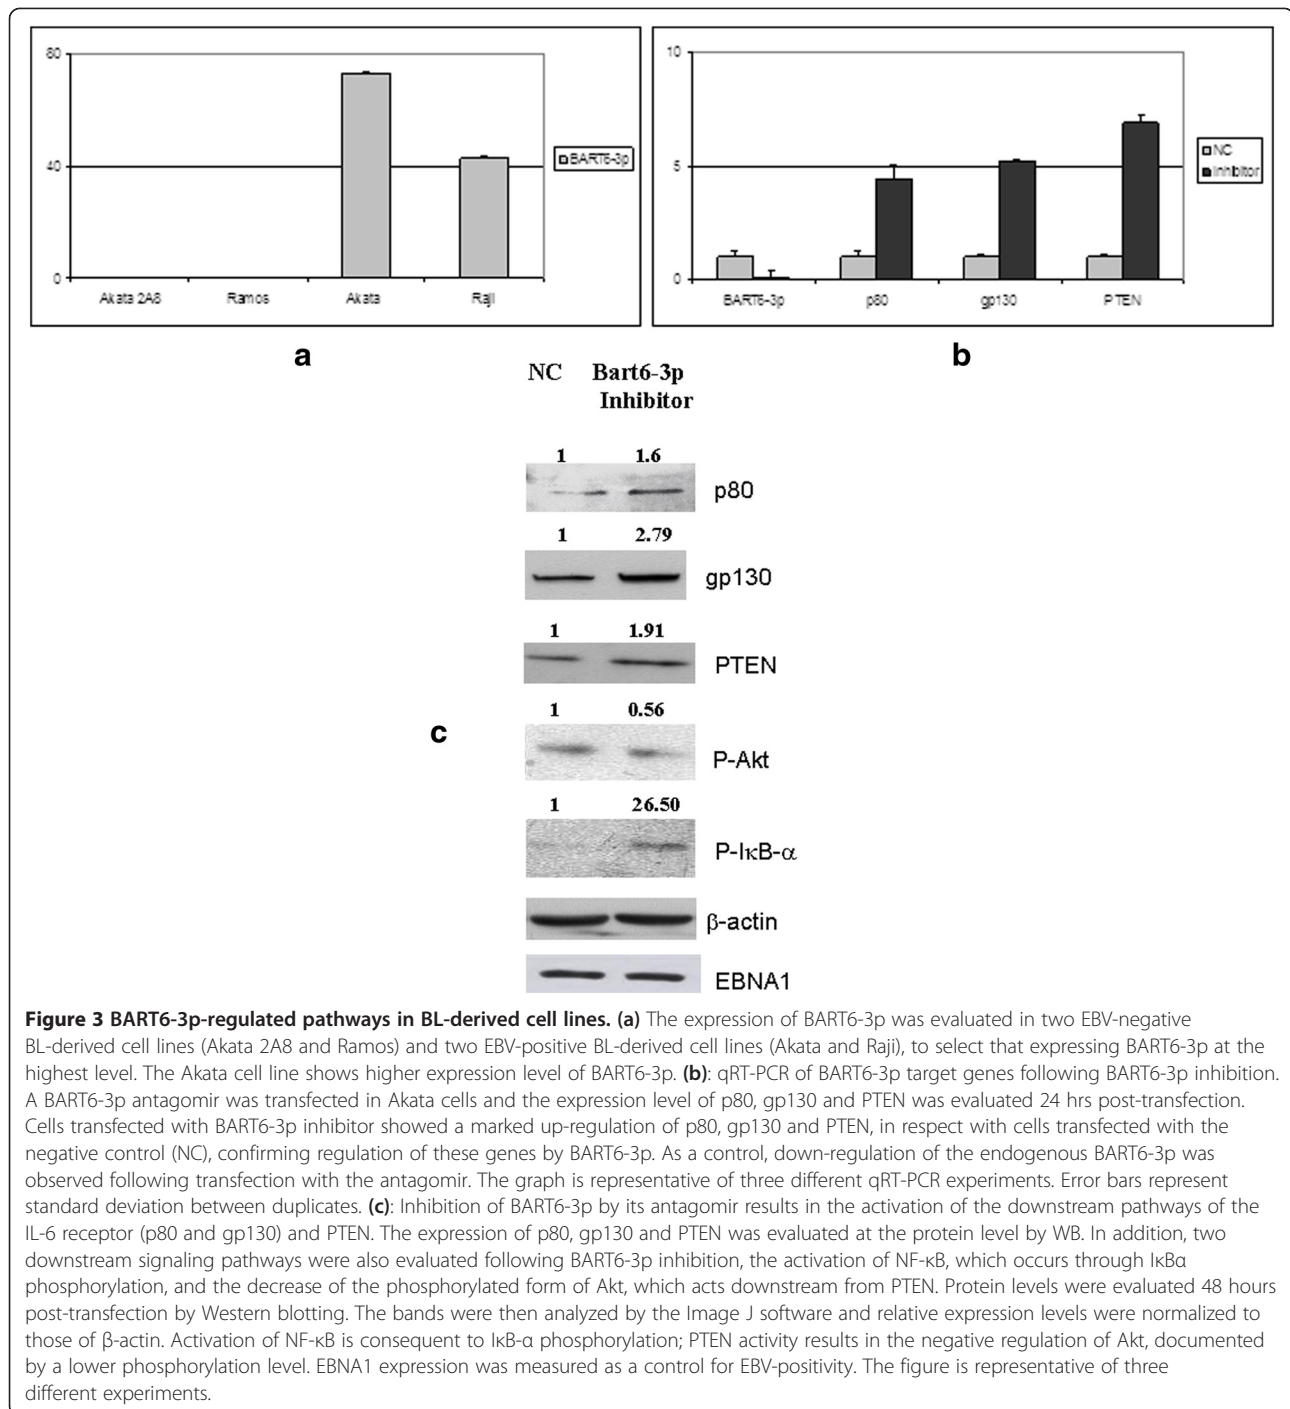 80
40
0
Akata 2A8 Ramos Akata Raji
BART6-3p
a
10
5
0
BART6-3p p80 gp130 PTEN
NC
Inhibitor
b
NC Bart6-3p
Inhibitor
1 1.6
p80
1 2.79
gp130
1 1.91
PTEN
1 0.56
c
P-Akt
1 26.50
P-IκB-α
β-actin
EBNA1
Figure 3 BART6-3p-regulated pathways in BL-derived cell lines. (a) The expression of BART6-3p was evaluated in two EBV-negative
BL-derived cell lines (Akata 2A8 and Ramos) and two EBV-positive BL-derived cell lines (Akata and Raji), to select that expressing BART6-3p at the
highest level. The Akata cell line shows higher expression level of BART6-3p. (b): qRT-PCR of BART6-3p target genes following BART6-3p inhibition.
A BART6-3p antagomir was transfected in Akata cells and the expression level of p80, gp130 and PTEN was evaluated 24 hrs post-transfection.
Cells transfected with BART6-3p inhibitor showed a marked up-regulation of p80, gp130 and PTEN, in respect with cells transfected with the
negative control (NC), confirming regulation of these genes by BART6-3p. As a control, down-regulation of the endogenous BART6-3p was
observed following transfection with the antagomir. The graph is representative of three different qRT-PCR experiments. Error bars represent
standard deviation between duplicates. (c): Inhibition of BART6-3p by its antagomir results in the activation of the downstream pathways of the
IL-6 receptor (p80 and gp130) and PTEN. The expression of p80, gp130 and PTEN was evaluated at the protein level by WB. In addition, two
downstream signaling pathways were also evaluated following BART6-3p inhibition, the activation of NF-κB, which occurs through IκBα
phosphorylation, and the decrease of the phosphorylated form of Akt, which acts downstream from PTEN. Protein levels were evaluated 48 hours
post-transfection by Western blotting. The bands were then analyzed by the Image J software and relative expression levels were normalized to
those of β-actin. Activation of NF-κB is consequent to IκB-α phosphorylation; PTEN activity results in the negative regulation of Akt, documented
by a lower phosphorylation level. EBNA1 expression was measured as a control for EBV-positivity. The figure is representative of three
different experiments.